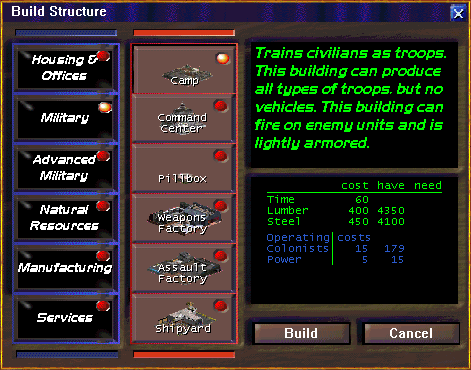 Build Structure
Housing &
Offices
Military
Advanced
Military
Natural
Resources
Manufacturing
Services
Camp
Command
Center
Pillbox
Weapons
Factory
Assault
Factory
Shipyard
Trains civilians as troops.
This building can produce
all types of troops, but no
vehicles. This building can
fire on enemy units and is
lightly armored.
cost have need
Time 60
Lumber 400 4350
Steel 450 4100
Operating costs
Colonists 15 179
Power 5 15
Build
Cancel